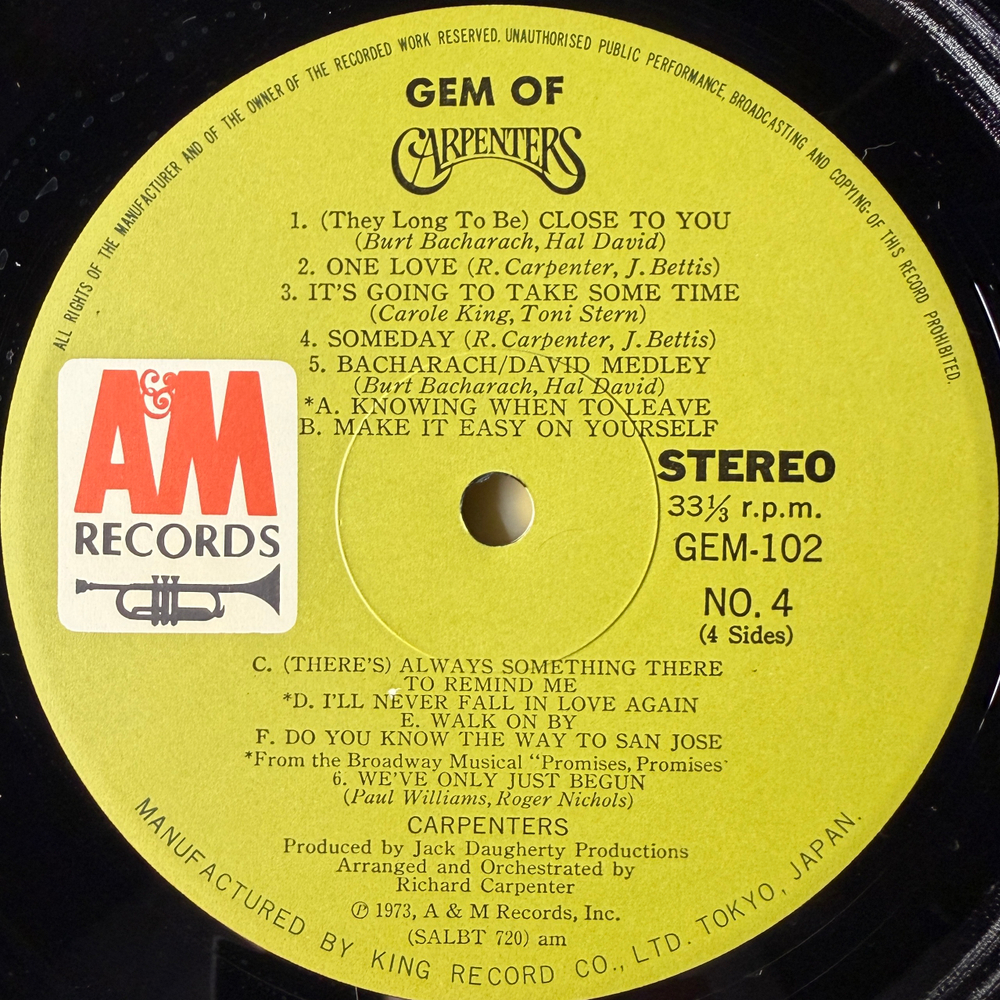 ALL RIGHTS OF THE MANUFACTURER AND OF THE OWNER OF THE RECORDED WORK RESERVED. UNAUTHORISED PUBLIC PERFORMANCE, BROADCASTING AND COPYING OF THIS RECORD PROHIBITED.
GEM OF
CARPENTERS
1. (They Long To Be) CLOSE TO YOU
(Burt Bacharach, Hal David)
2. ONE LOVE (R. Carpenter, J. Bettis)
3. IT'S GOING TO TAKE SOME TIME
(Carole King, Toni Stern)
4. SOMEDAY (R. Carpenter, J. Bettis)
5. BACHARACH/DAVID MEDLEY
(Burt Bacharach, Hal David)
*A. KNOWING WHEN TO LEAVE
B. MAKE IT EASY ON YOURSELF
A&M
RECORDS
STEREO
33⅓ r.p.m.
GEM-102
NO. 4
(4 Sides)
C. (THERE'S) ALWAYS SOMETHING THERE
TO REMIND ME
*D. I'LL NEVER FALL IN LOVE AGAIN
E. WALK ON BY
F. DO YOU KNOW THE WAY TO SAN JOSE
*From the Broadway Musical "Promises, Promises"
6. WE'VE ONLY JUST BEGUN
(Paul Williams, Roger Nichols)
CARPENTERS
Produced by Jack Daugherty Productions
Arranged and Orchestrated by
Richard Carpenter
℗ 1973, A & M Records, Inc.
(SALBT 720) am
MANUFACTURED BY KING RECORD CO., LTD. TOKYO, JAPAN.